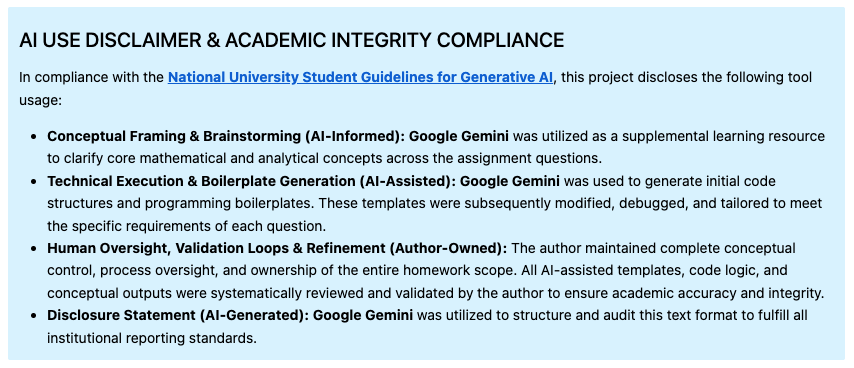 AI USE DISCLAIMER & ACADEMIC INTEGRITY COMPLIANCE
In compliance with the National University Student Guidelines for Generative AI, this project discloses the following tool
usage:
• Conceptual Framing & Brainstorming (AI-Informed): Google Gemini was utilized as a supplemental learning resource
to clarify core mathematical and analytical concepts across the assignment questions.
• Technical Execution & Boilerplate Generation (AI-Assisted): Google Gemini was used to generate initial code
structures and programming boilerplates. These templates were subsequently modified, debugged, and tailored to meet
the specific requirements of each question.
• Human Oversight, Validation Loops & Refinement (Author-Owned): The author maintained complete conceptual
control, process oversight, and ownership of the entire homework scope. All AI-assisted templates, code logic, and
conceptual outputs were systematically reviewed and validated by the author to ensure academic accuracy and integrity.
• Disclosure Statement (AI-Generated): Google Gemini was utilized to structure and audit this text format to fulfill all
institutional reporting standards.